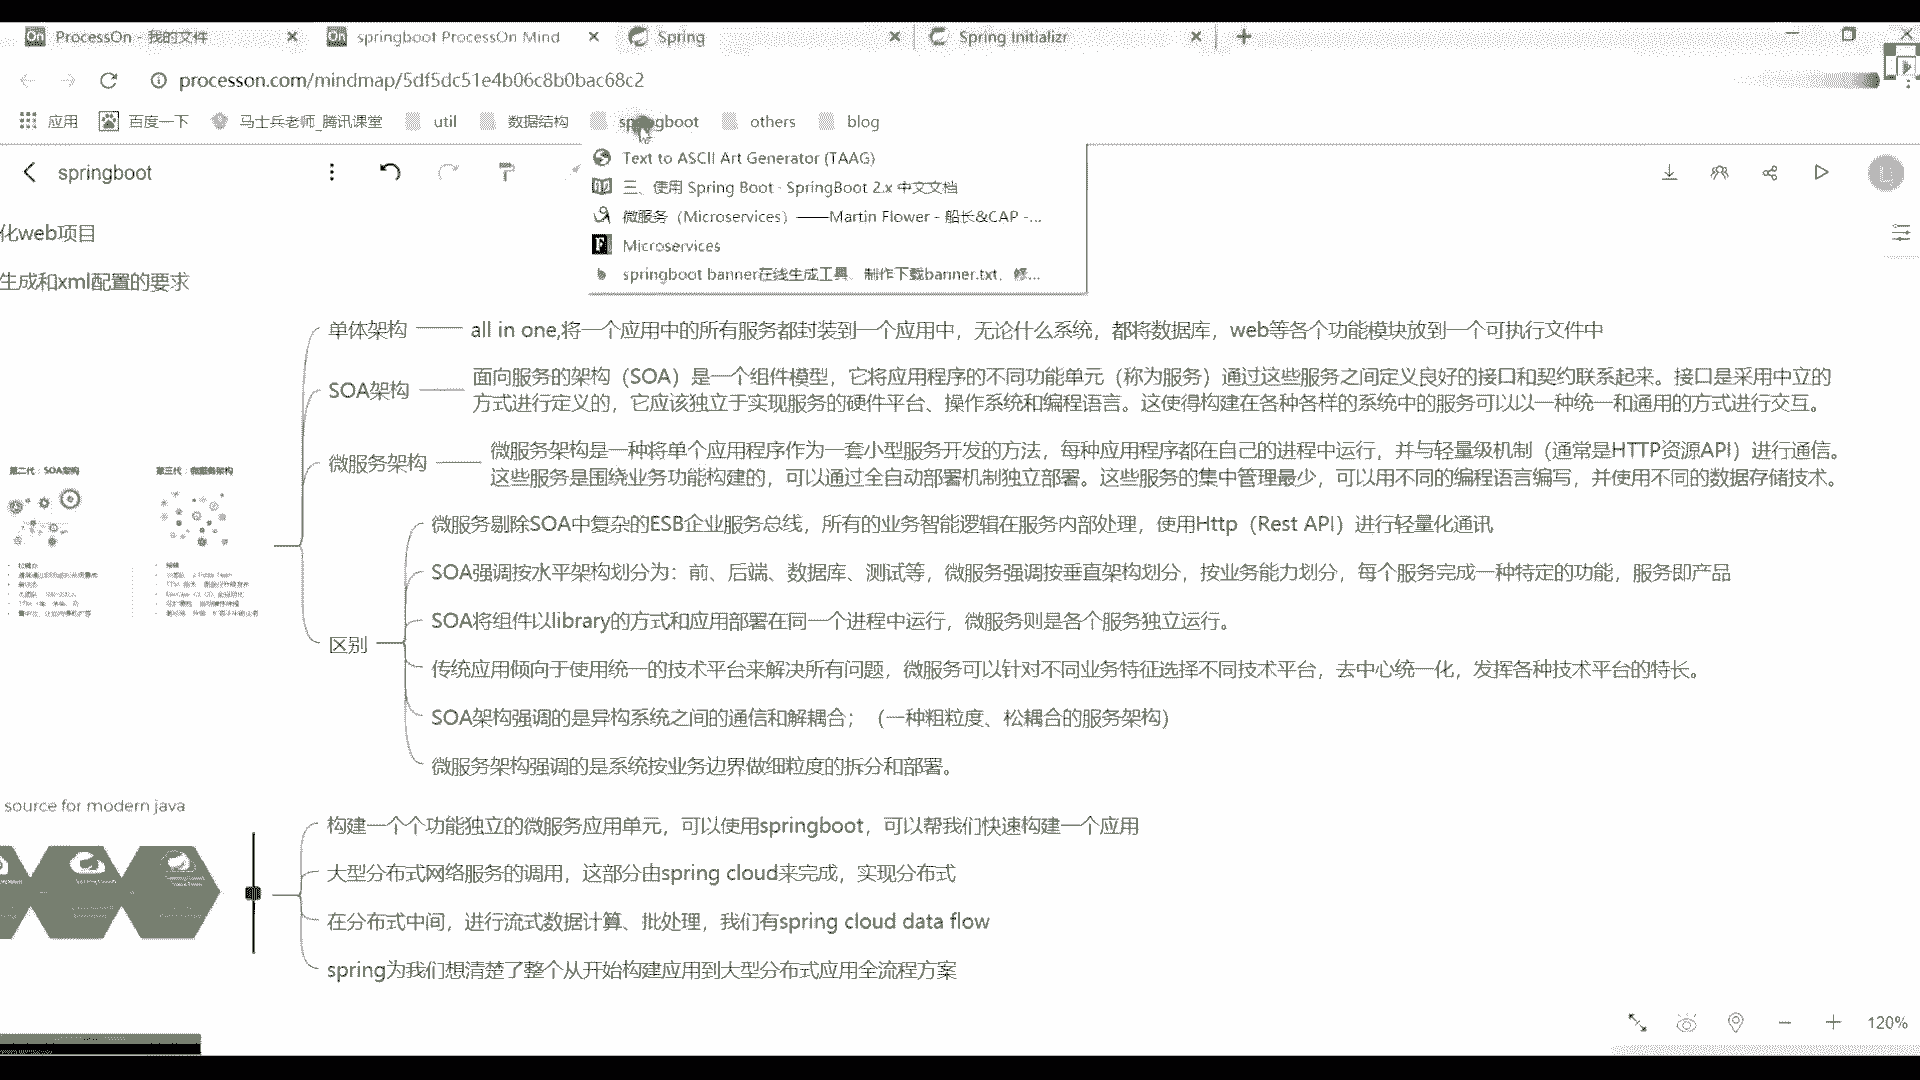 ProcessOn - 我的文件
springboot ProcessOn Mind
Spring
Spring Initializr
processon.com/mindmap/5df5dc51e4b06c8b0bac68c2
应用
百度一下
马士兵老师_腾讯课堂
util
数据结构
springboot
others
blog
Text to ASCII Art Generator (TAAG)
三、使用 Spring Boot - SpringBoot 2.x 中文文档
微服务（Microservices）——Martin Flower - 船长&CAP -...
Microservices
springboot banner在线生成工具、制作下载banner.txt、修...
springboot
化web项目
生成和xml配置的要求
单体架构
all in one,将一个应用中的所有服务都封装到一个应用中，无论什么系统，都将数据库，web等各个功能模块放到一个可执行文件中
SOA架构
面向服务的架构（SOA）是一个组件模型，它将应用程序的不同功能单元（称为服务）通过这些服务之间定义良好的接口和契约联系起来。接口是采用中立的
方式进行定义的，它应该独立于实现服务的硬件平台、操作系统和编程语言。这使得构建在各种各样的系统中的服务可以以一种统一和通用的方式进行交互。
微服务架构
微服务架构是一种将单个应用程序作为一套小型服务开发的方法，每种应用程序都在自己的进程中运行，并与轻量级机制（通常是HTTP资源API）进行通信。
这些服务是围绕业务功能构建的，可以通过全自动部署机制独立部署。这些服务的集中管理最少，可以用不同的编程语言编写，并使用不同的数据存储技术。
第二代：SOA架构
第三代：微服务架构
区别
微服务剔除SOA中复杂的ESB企业服务总线，所有的业务智能逻辑在服务内部处理，使用Http（Rest API）进行轻量化通讯
SOA强调按水平架构划分为：前、后端、数据库、测试等，微服务强调按垂直架构划分，按业务能力划分，每个服务完成一种特定的功能，服务即产品
SOA将组件以library的方式和应用部署在同一个进程中运行，微服务则是各个服务独立运行。
传统应用倾向于使用统一的技术平台来解决所有问题，微服务可以针对不同业务特征选择不同技术平台，去中心统一化，发挥各种技术平台的特长。
SOA架构强调的是异构系统之间的通信和解耦合；（一种粗粒度、松耦合的服务架构）
微服务架构强调的是系统按业务边界做细粒度的拆分和部署。
source for modern java
构建一个个功能独立的微服务应用单元，可以使用springboot，可以帮我们快速构建一个应用
大型分布式网络服务的调用，这部分由spring cloud来完成，实现分布式
在分布式中间，进行流式数据计算、批处理，我们有spring cloud data flow
spring为我们想清楚了整个从开始构建应用到大型分布式应用全流程方案
120%